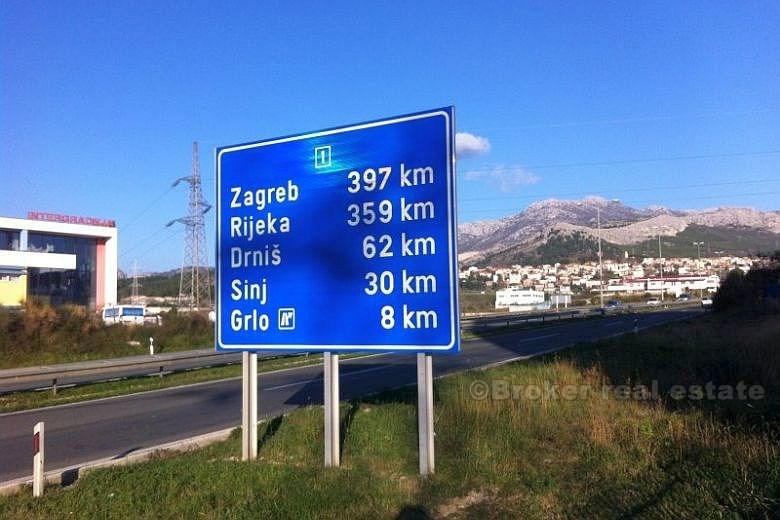 INTERGRADNJA
1
Zagreb 397 km
Rijeka 359 km
Drniš 62 km
Sinj 30 km
Grlo 8 km
©Broker real estate